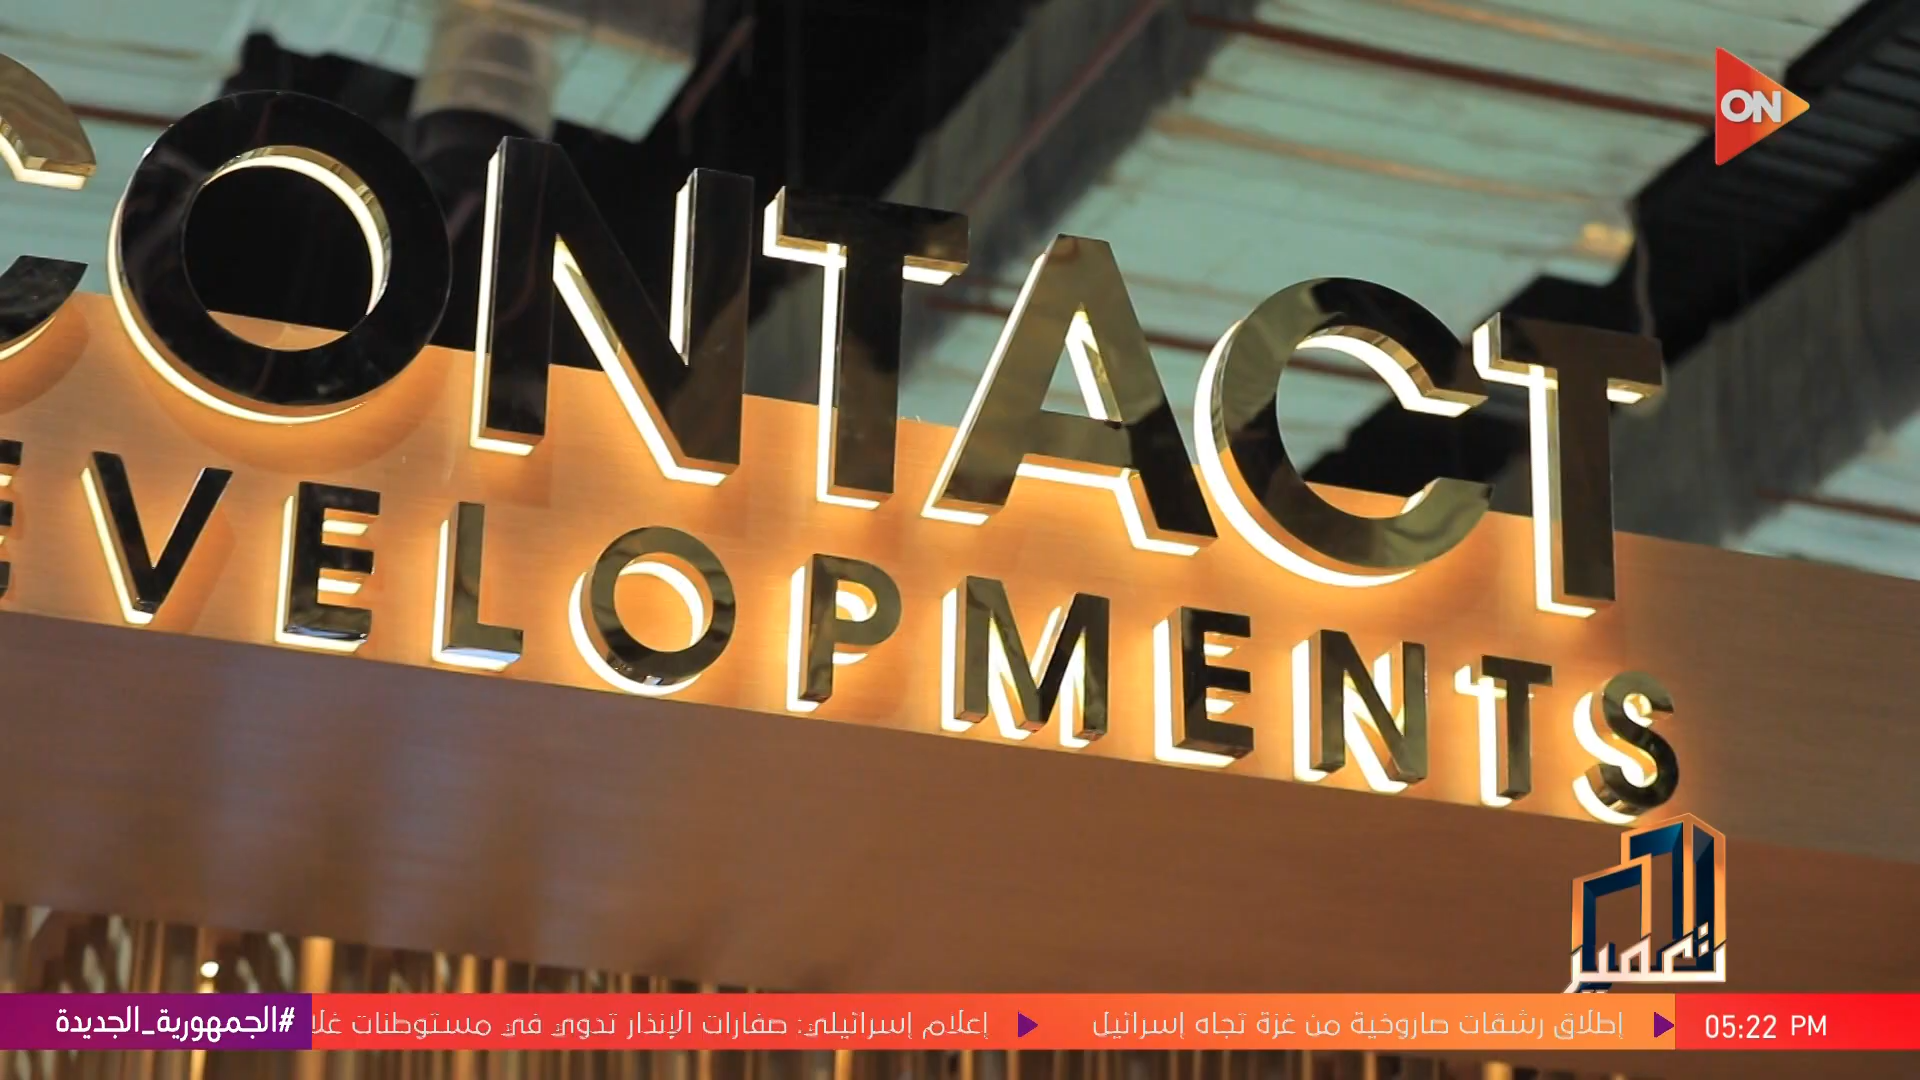 ON
CONTACT
EVELOPMENTS
تعمير
05:22 PM
إطلاق رشقات صاروخية من غزة تجاه إسرائيل
إعلام إسرائيلي: صفارات الإنذار تدوي في مستوطنات غلا
#الجمهورية_الجديدة